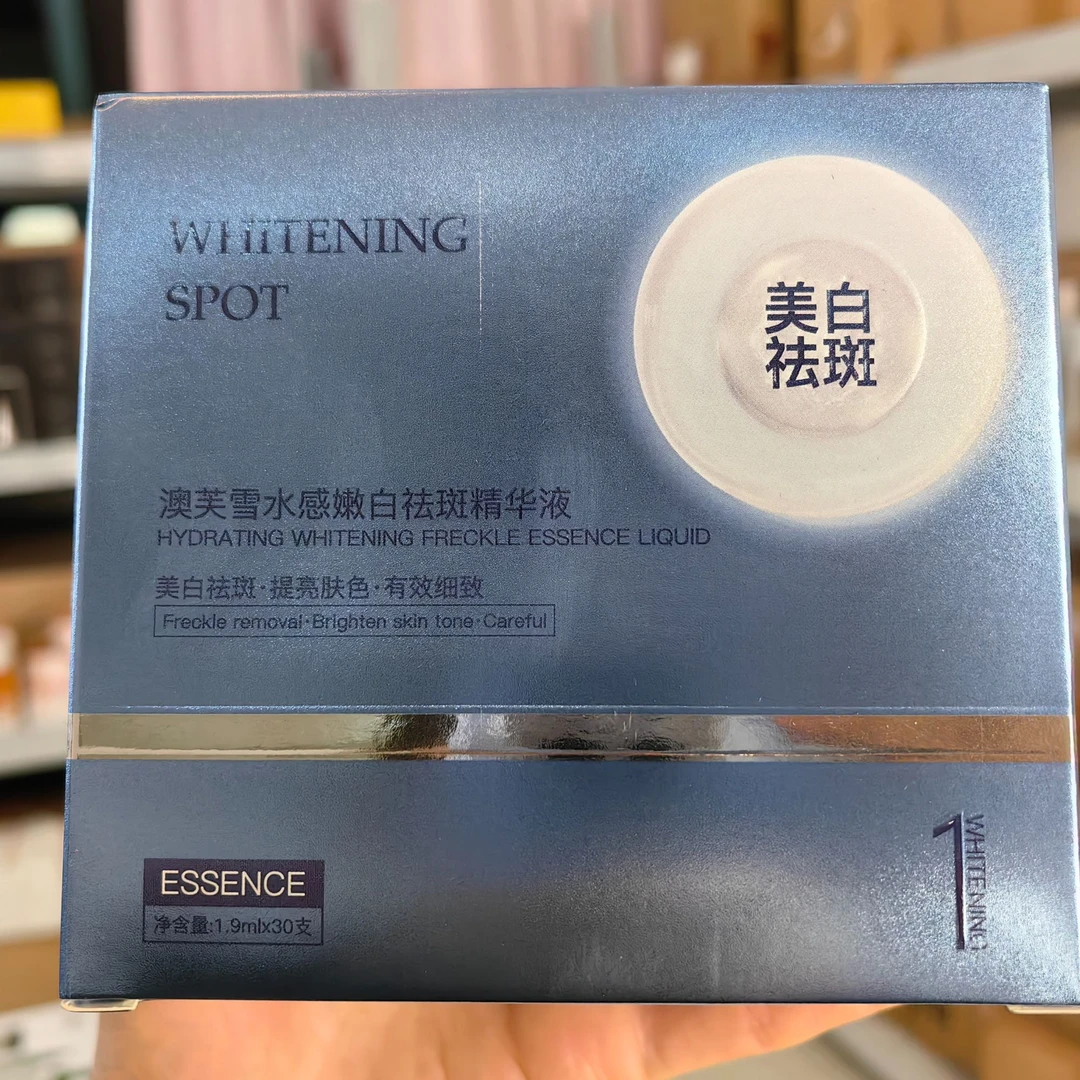 WHiTENING
SPOT
美白
祛斑
澳芙雪水感嫩白祛斑精华液
HYDRATING WHITENING FRECKLE ESSENCE LIQUID
美白祛斑·提亮肤色·有效细致
Freckle removal·Brighten skin tone·Careful
1
WHITENING
ESSENCE
净含量:1.9mlx30支